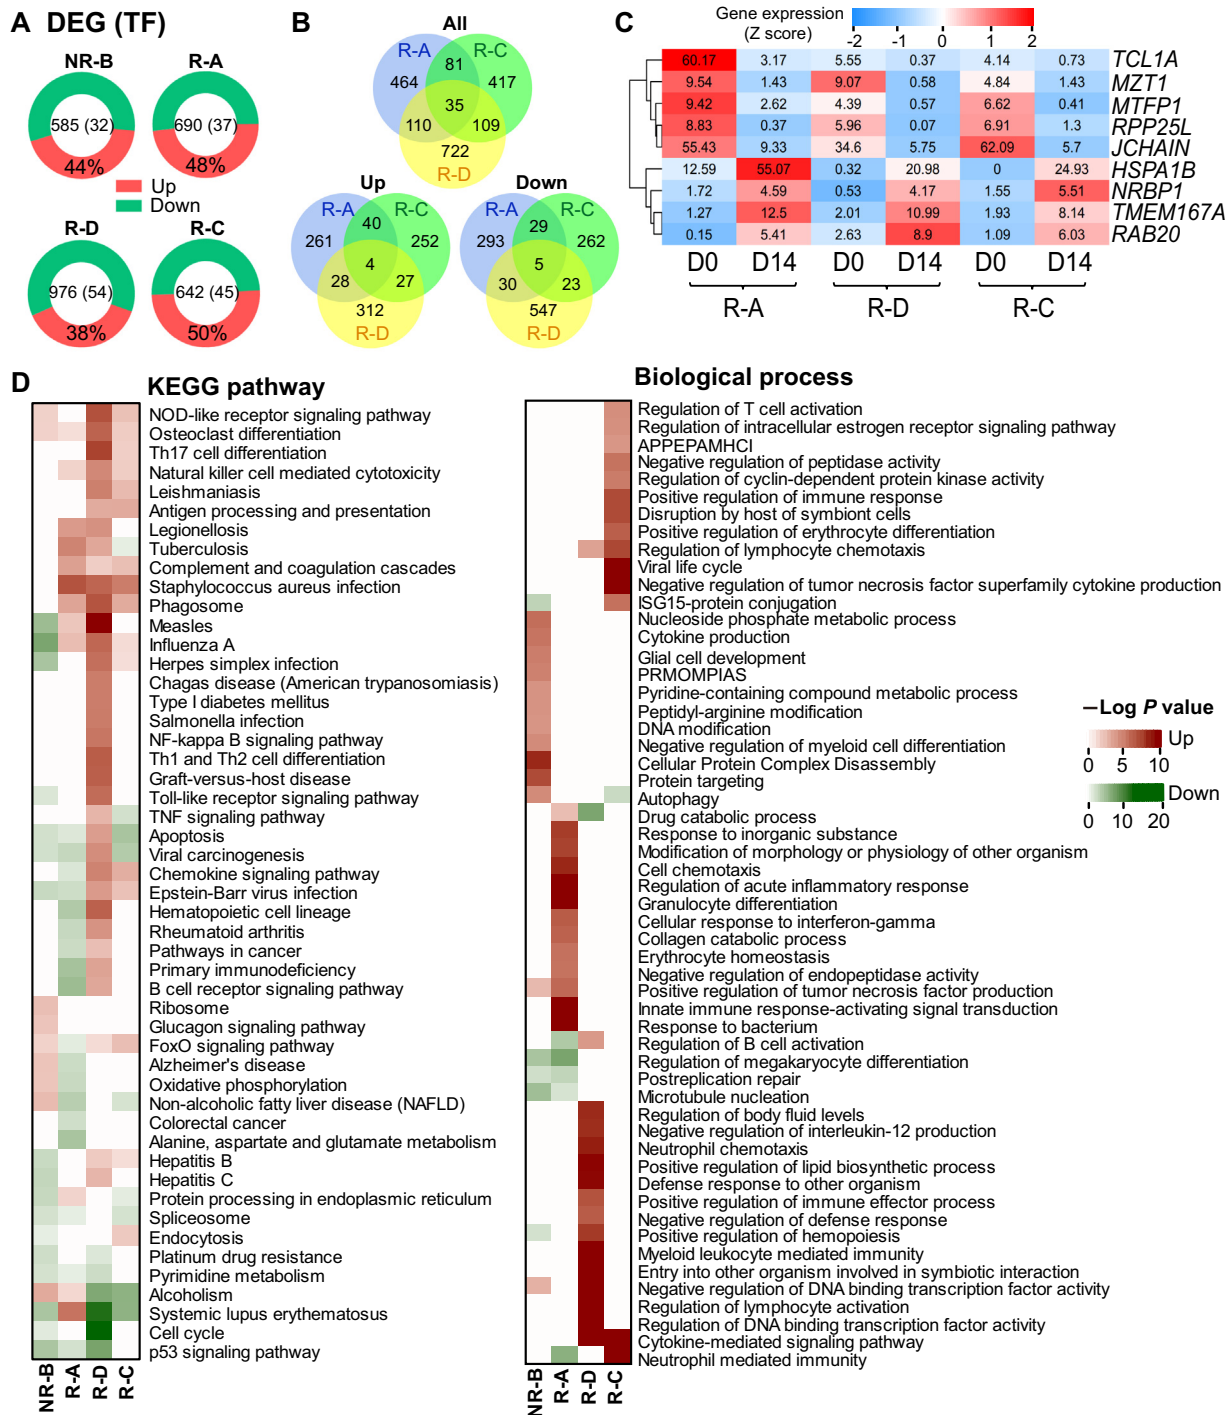 A DEG (TF)
NR-B
R-A
585 (32)
690 (37)
44%
48%
Up
Down
R-D
R-C
976 (54)
642 (45)
38%
50%
B
All
R-A
R-C
464
81
417
35
110
109
722
R-D
Up
R-A
R-C
40
261
252
4
28
27
312
R-D
Down
R-A
R-C
29
293
262
5
30
23
547
R-D
C
Gene expression
(Z score)
-2 -1 0 1 2
60.17 3.17 5.55 0.37 4.14 0.73 TCL1A
9.54 1.43 9.07 0.58 4.84 1.43 MZT1
9.42 2.62 4.39 0.57 6.62 0.41 MTFP1
8.83 0.37 5.96 0.07 6.91 1.3 RPP25L
55.43 9.33 34.6 5.75 62.09 5.7 JCHAIN
12.59 55.07 0.32 20.98 0 24.93 HSPA1B
1.72 4.59 0.53 4.17 1.55 5.51 NRBP1
1.27 12.5 2.01 10.99 1.93 8.14 TMEM167A
0.15 5.41 2.63 8.9 1.09 6.03 RAB20
D0 D14 D0 D14 D0 D14
R-A R-D R-C
D
KEGG pathway
NOD-like receptor signaling pathway
Osteoclast differentiation
Th17 cell differentiation
Natural killer cell mediated cytotoxicity
Leishmaniasis
Antigen processing and presentation
Legionellosis
Tuberculosis
Complement and coagulation cascades
Staphylococcus aureus infection
Phagosome
Measles
Influenza A
Herpes simplex infection
Chagas disease (American trypanosomiasis)
Type I diabetes mellitus
Salmonella infection
NF-kappa B signaling pathway
Th1 and Th2 cell differentiation
Graft-versus-host disease
Toll-like receptor signaling pathway
TNF signaling pathway
Apoptosis
Viral carcinogenesis
Chemokine signaling pathway
Epstein-Barr virus infection
Hematopoietic cell lineage
Rheumatoid arthritis
Pathways in cancer
Primary immunodeficiency
B cell receptor signaling pathway
Ribosome
Glucagon signaling pathway
FoxO signaling pathway
Alzheimer's disease
Oxidative phosphorylation
Non-alcoholic fatty liver disease (NAFLD)
Colorectal cancer
Alanine, aspartate and glutamate metabolism
Hepatitis B
Hepatitis C
Protein processing in endoplasmic reticulum
Spliceosome
Endocytosis
Platinum drug resistance
Pyrimidine metabolism
Alcoholism
Systemic lupus erythematosus
Cell cycle
p53 signaling pathway
NR-B R-A R-D R-C
Biological process
Regulation of T cell activation
Regulation of intracellular estrogen receptor signaling pathway
APPEPAMHCI
Negative regulation of peptidase activity
Regulation of cyclin-dependent protein kinase activity
Positive regulation of immune response
Disruption by host of symbiont cells
Positive regulation of erythrocyte differentiation
Regulation of lymphocyte chemotaxis
Viral life cycle
Negative regulation of tumor necrosis factor superfamily cytokine production
ISG15-protein conjugation
Nucleoside phosphate metabolic process
Cytokine production
Glial cell development
PRMOMPIAS
Pyridine-containing compound metabolic process
Peptidyl-arginine modification
DNA modification
Negative regulation of myeloid cell differentiation
Cellular Protein Complex Disassembly
Protein targeting
Autophagy
Drug catabolic process
Response to inorganic substance
Modification of morphology or physiology of other organism
Cell chemotaxis
Regulation of acute inflammatory response
Granulocyte differentiation
Cellular response to interferon-gamma
Collagen catabolic process
Erythrocyte homeostasis
Negative regulation of endopeptidase activity
Positive regulation of tumor necrosis factor production
Innate immune response-activating signal transduction
Response to bacterium
Regulation of B cell activation
Regulation of megakaryocyte differentiation
Postreplication repair
Microtubule nucleation
Regulation of body fluid levels
Negative regulation of interleukin-12 production
Neutrophil chemotaxis
Positive regulation of lipid biosynthetic process
Defense response to other organism
Positive regulation of immune effector process
Negative regulation of defense response
Positive regulation of hemopoiesis
Myeloid leukocyte mediated immunity
Entry into other organism involved in symbiotic interaction
Negative regulation of DNA binding transcription factor activity
Regulation of lymphocyte activation
Regulation of DNA binding transcription factor activity
Cytokine-mediated signaling pathway
Neutrophil mediated immunity
NR-B R-A R-D R-C
−Log P value
Up
0 5 10
Down
0 10 20